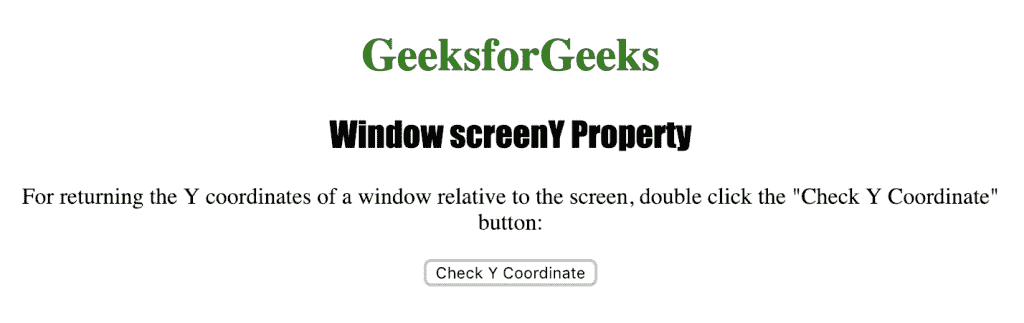 GeeksforGeeks
Window screenY Property
For returning the Y coordinates of a window relative to the screen, double click the "Check Y Coordinate"
button:
Check Y Coordinate